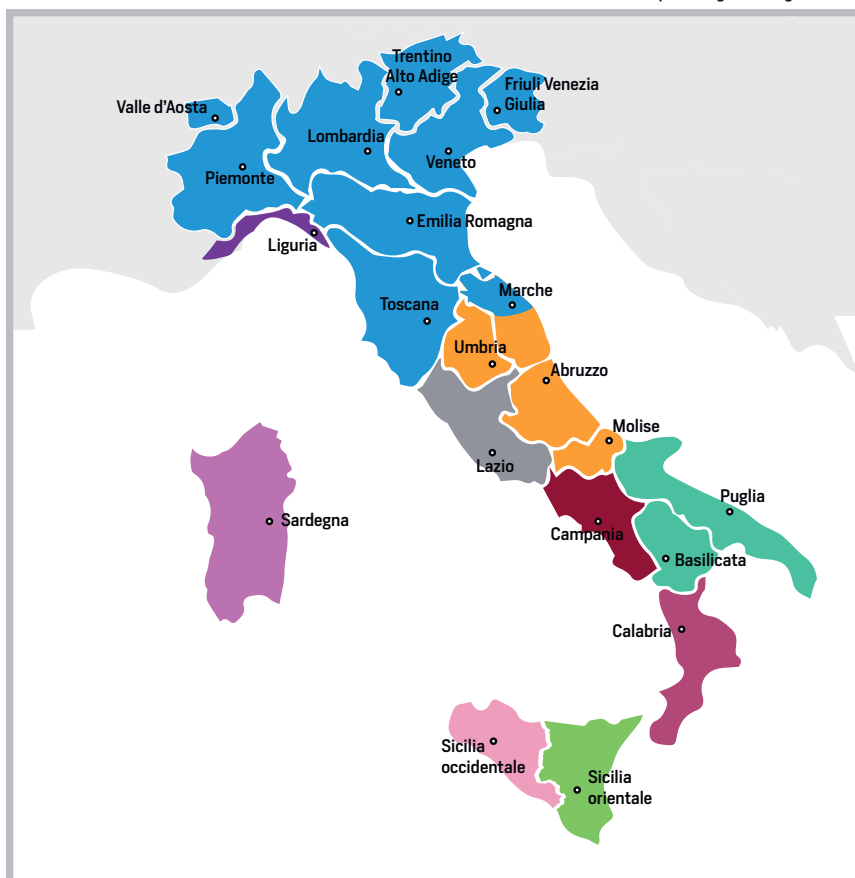 Trentino
Alto Adige
Friuli Venezia
Giulia
Valle d'Aosta
Lombardia
Veneto
Piemonte
Emilia Romagna
Liguria
Marche
Toscana
Umbria
Abruzzo
Molise
Lazio
Puglia
Sardegna
Campania
Basilicata
Calabria
Sicilia
occidentale
Sicilia
orientale